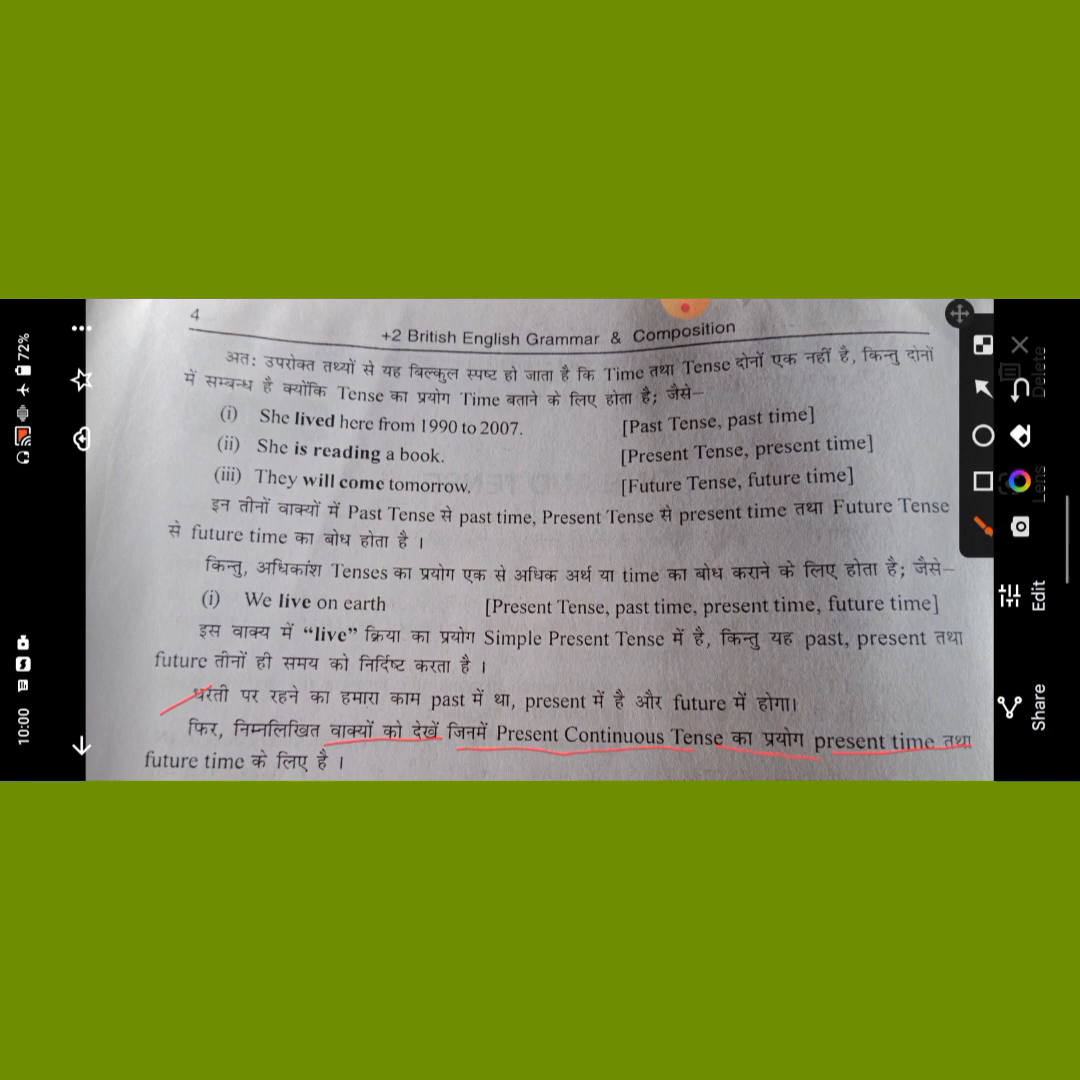 4
+2 British English Grammar & Composition
अतः उपरोक्त तथ्यों से यह बिल्कुल स्पष्ट हो जाता है कि Time तथा Tense दोनों एक नहीं है, किन्तु दोनों
में सम्बन्ध है क्योंकि Tense का प्रयोग Time बताने के लिए होता है; जैसे–
(i) She lived here from 1990 to 2007. [Past Tense, past time]
(ii) She is reading a book. [Present Tense, present time]
(iii) They will come tomorrow. [Future Tense, future time]
इन तीनों वाक्यों में Past Tense से past time, Present Tense से present time तथा Future Tense
से future time का बोध होता है ।
किन्तु, अधिकांश Tenses का प्रयोग एक से अधिक अर्थ या time का बोध कराने के लिए होता है; जैसे–
(i) We live on earth [Present Tense, past time, present time, future time]
इस वाक्य में “live” क्रिया का प्रयोग Simple Present Tense में है, किन्तु यह past, present तथा
future तीनों ही समय को निर्दिष्ट करता है ।
धरती पर रहने का हमारा काम past में था, present में है और future में होगा।
फिर, निम्नलिखित वाक्यों को देखें जिनमें Present Continuous Tense का प्रयोग present time तथा
future time के लिए है ।
10:00
72%
Share
Edit
Lens
Delete